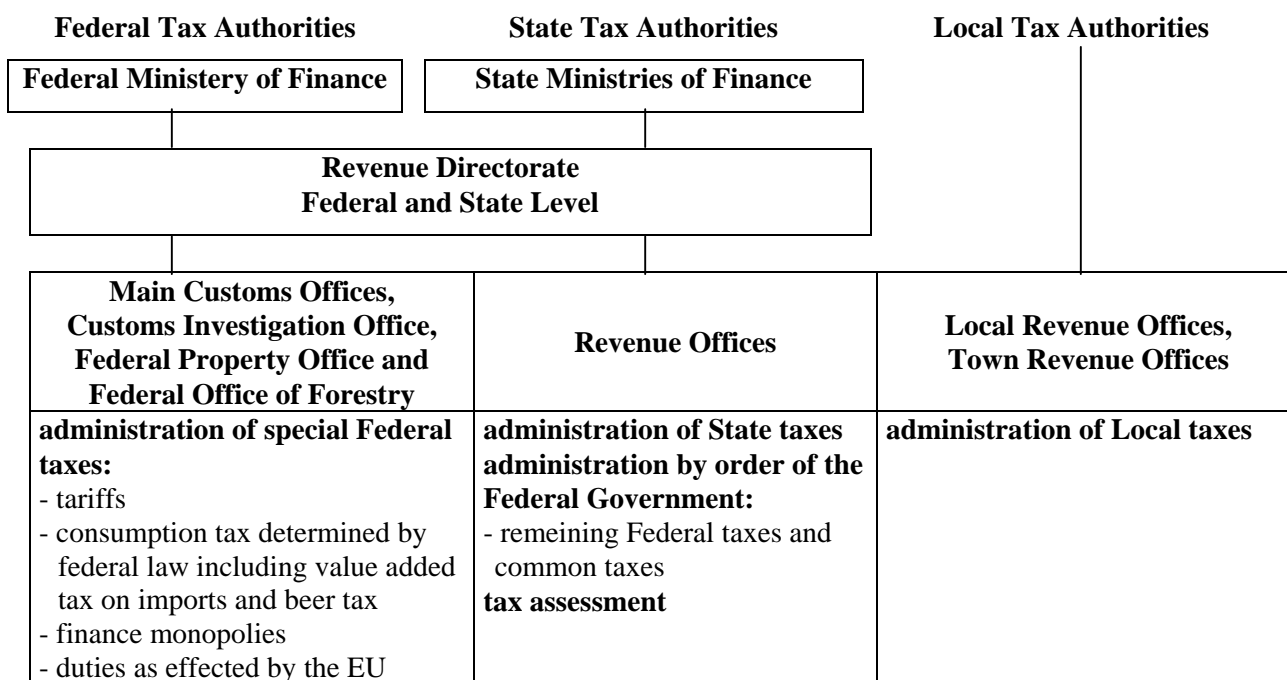 Federal Tax Authorities
State Tax Authorities
Local Tax Authorities
Federal Ministery of Finance
State Ministries of Finance
Revenue Directorate
Federal and State Level
Main Customs Offices,
Customs Investigation Office,
Federal Property Office and
Federal Office of Forestry
Revenue Offices
Local Revenue Offices,
Town Revenue Offices
administration of special Federal
taxes:
- tariffs
- consumption tax determined by
federal law including value added
tax on imports and beer tax
- finance monopolies
- duties as effected by the EU
administration of State taxes
administration by order of the
Federal Government:
- remeining Federal taxes and
common taxes
tax assessment
administration of Local taxes